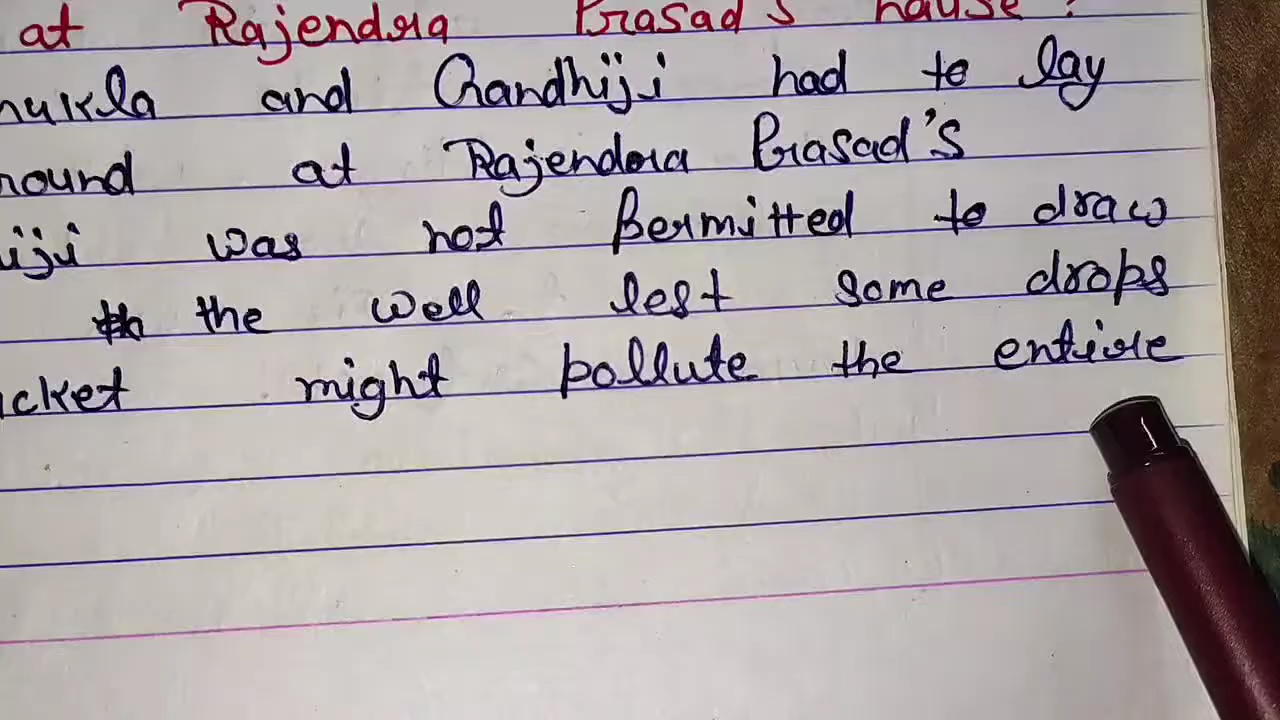 at Rajendra Prasad's hause?
and Gandhiji had to lay
at Rajendra Prasad's
was not permitted to draw
the well lest some drops
might pollute the entire